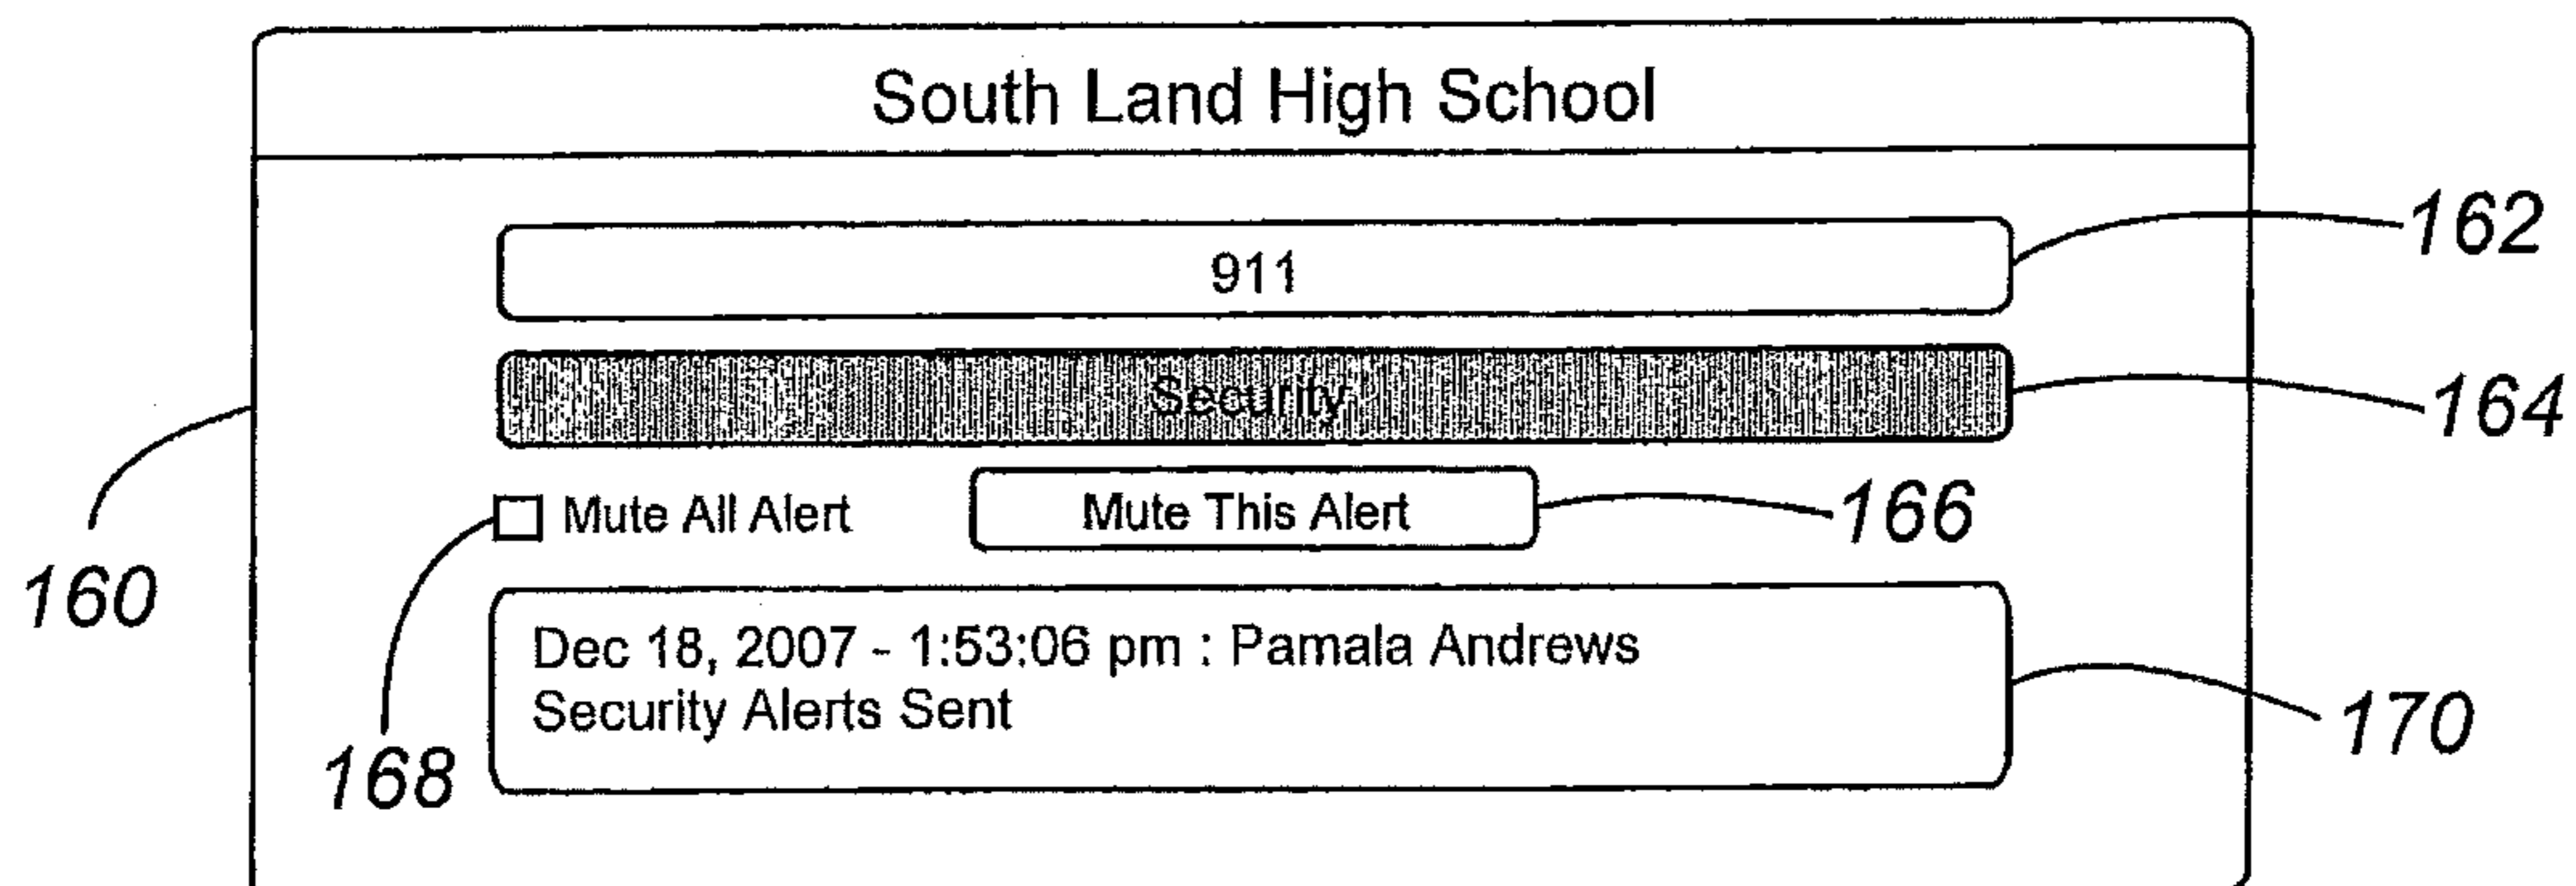 South Land High School
911
162
Security
164
Mute All Alert
Mute This Alert
166
160
168
Dec 18, 2007 - 1:53:06 pm : Pamala Andrews
Security Alerts Sent
170